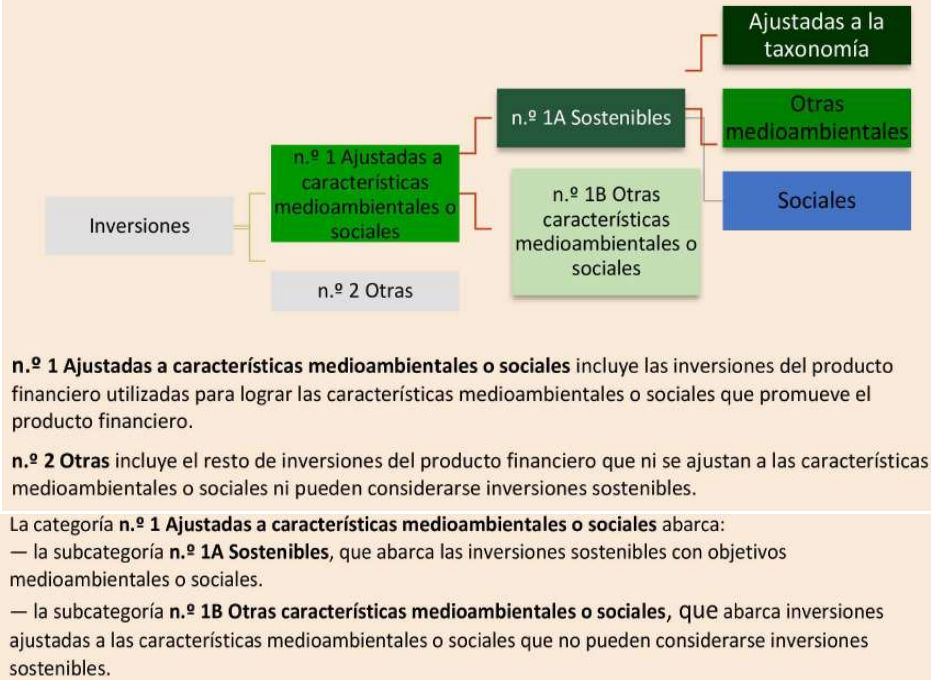 Ajustadas a la
taxonomía
n.º 1A Sostenibles
Otras
medioambientales
n.º 1 Ajustadas a
características
medioambientales o
sociales
n.º 1B Otras
características
medioambientales o
sociales
Sociales
Inversiones
n.º 2 Otras
n.º 1 Ajustadas a características medioambientales o sociales incluye las inversiones del producto
financiero utilizadas para lograr las características medioambientales o sociales que promueve el
producto financiero.
n.º 2 Otras incluye el resto de inversiones del producto financiero que ni se ajustan a las características
medioambientales o sociales ni pueden considerarse inversiones sostenibles.
La categoría n.º 1 Ajustadas a características medioambientales o sociales abarca:
— la subcategoría n.º 1A Sostenibles, que abarca las inversiones sostenibles con objetivos
medioambientales o sociales.
— la subcategoría n.º 1B Otras características medioambientales o sociales, que abarca inversiones
ajustadas a las características medioambientales o sociales que no pueden considerarse inversiones
sostenibles.